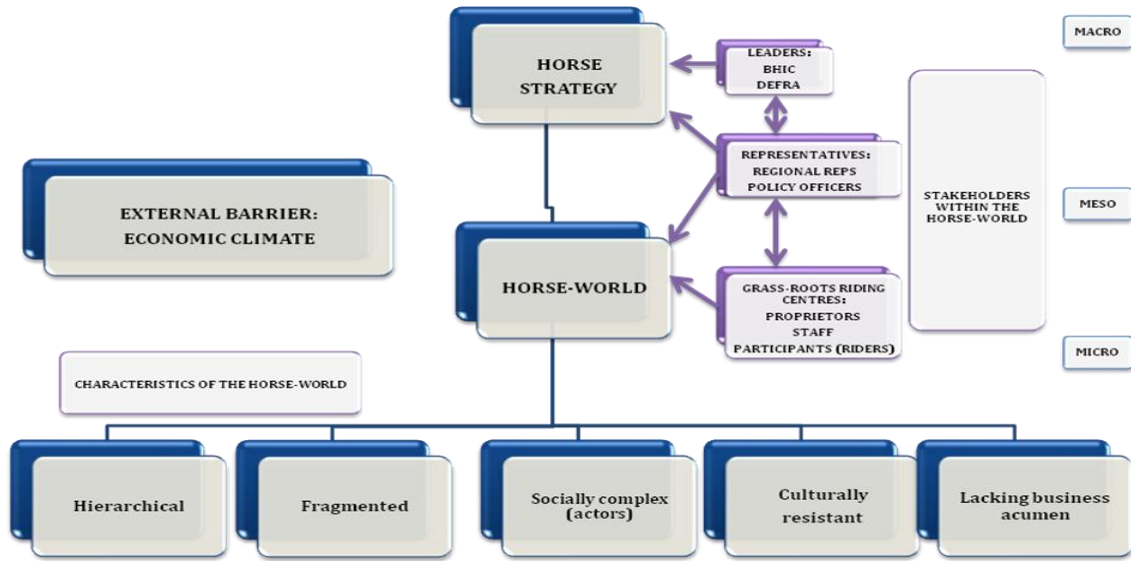 HORSE
STRATEGY
LEADERS:
BHIC
DEFRA
MACRO
REPRESENTATIVES:
REGIONAL REPS
POLICY OFFICERS
STAKEHOLDERS
WITHIN THE
HORSE-WORLD
MESO
EXTERNAL BARRIER:
ECONOMIC CLIMATE
HORSE-WORLD
GRASS-ROOTS RIDING
CENTRES:
PROPRIETORS
STAFF
PARTICIPANTS (RIDERS)
MICRO
CHARACTERISTICS OF THE HORSE-WORLD
Hierarchical
Fragmented
Socially complex
(actors)
Culturally
resistant
Lacking business
acumen